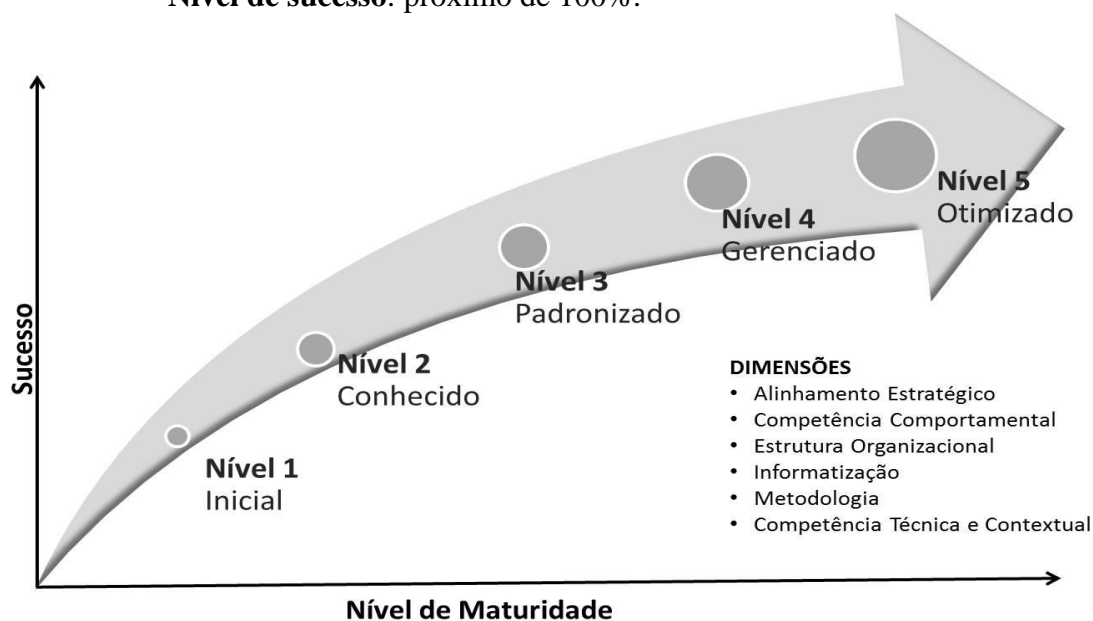 Nível de sucesso: próximo de 100%.
Sucesso
Nível 1
Inicial
Nível 2
Conhecido
Nível 3
Padronizado
Nível 4
Gerenciado
Nível 5
Otimizado
DIMENSÕES
• Alinhamento Estratégico
• Competência Comportamental
• Estrutura Organizacional
• Informatização
• Metodologia
• Competência Técnica e Contextual
Nível de Maturidade